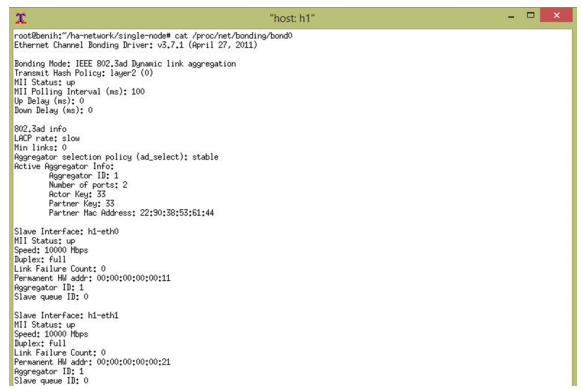 "host: h1"
root@benih:~/ha-network/single-node# cat /proc/net/bonding/bond0
Ethernet Channel Bonding Driver: v3.7.1 (April 27, 2011)
Bonding Mode: IEEE 802.3ad Dynamic link aggregation
Transmit Hash Policy: layer2 (0)
MII Status: up
MII Polling Interval (ms): 100
Up Delay (ms): 0
Down Delay (ms): 0
802.3ad info
LACP rate: slow
Min links: 0
Aggregator selection policy (ad_select): stable
Active Aggregator Info:
Aggregator ID: 1
Number of ports: 2
Actor Key: 33
Partner Key: 33
Partner Mac Address: 22:90:38:53:61:44
Slave Interface: h1-eth0
MII Status: up
Speed: 10000 Mbps
Duplex: full
Link Failure Count: 0
Permanent HW addr: 00:00:00:00:00:11
Aggregator ID: 1
Slave queue ID: 0
Slave Interface: h1-eth1
MII Status: up
Speed: 10000 Mbps
Duplex: full
Link Failure Count: 0
Permanent HW addr: 00:00:00:00:00:21
Aggregator ID: 1
Slave queue ID: 0